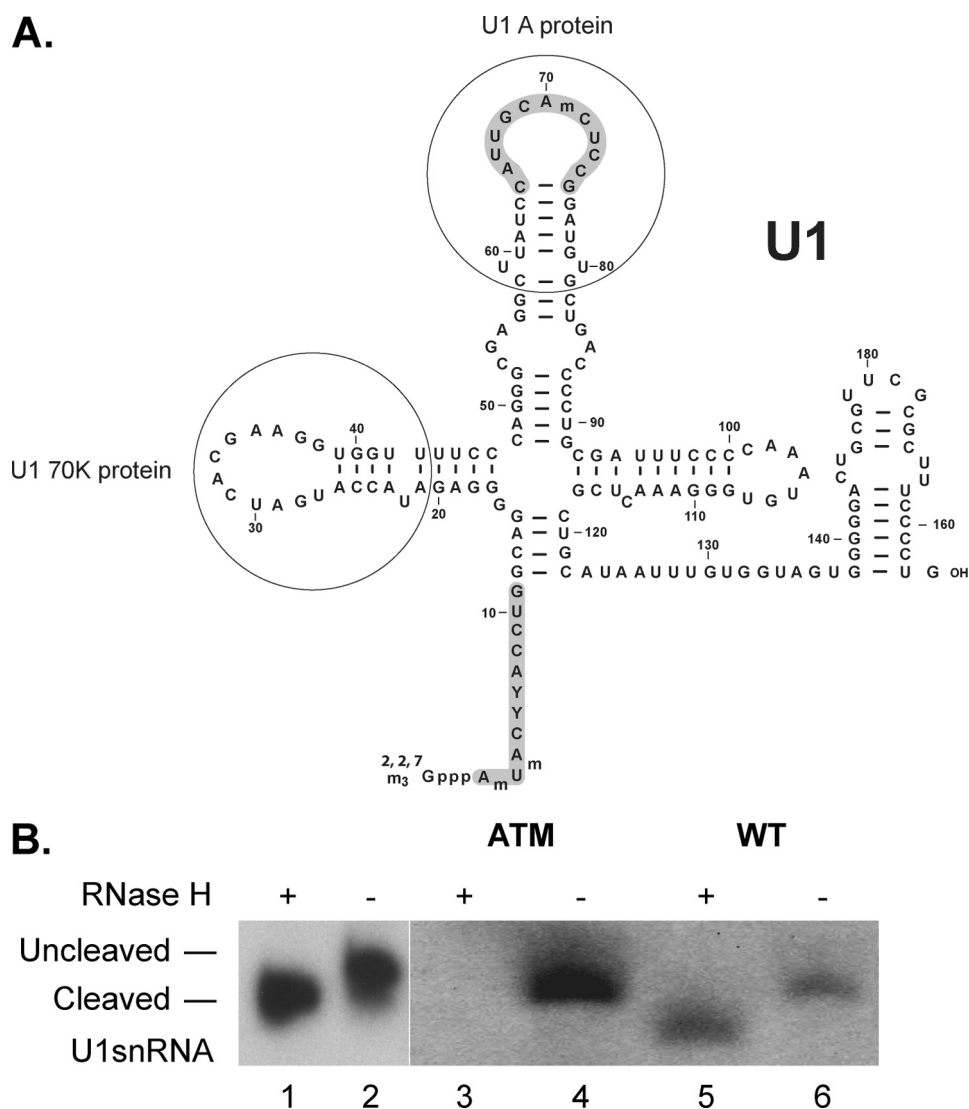 A.
U1 A protein
70
C A U U G C A m C U C C G
U1
60
80
50
90
180
U1 70K protein
40
100
30
20
110
120
130
140
160
10
A U A A U U U G U G G U A G U G
G OH
G U C C A Y Y C A U m
2, 2, 7
m3 G p p p A m
B.
ATM WT
RNase H + - + - + -
Uncleaved
Cleaved
U1snRNA
1 2 3 4 5 6